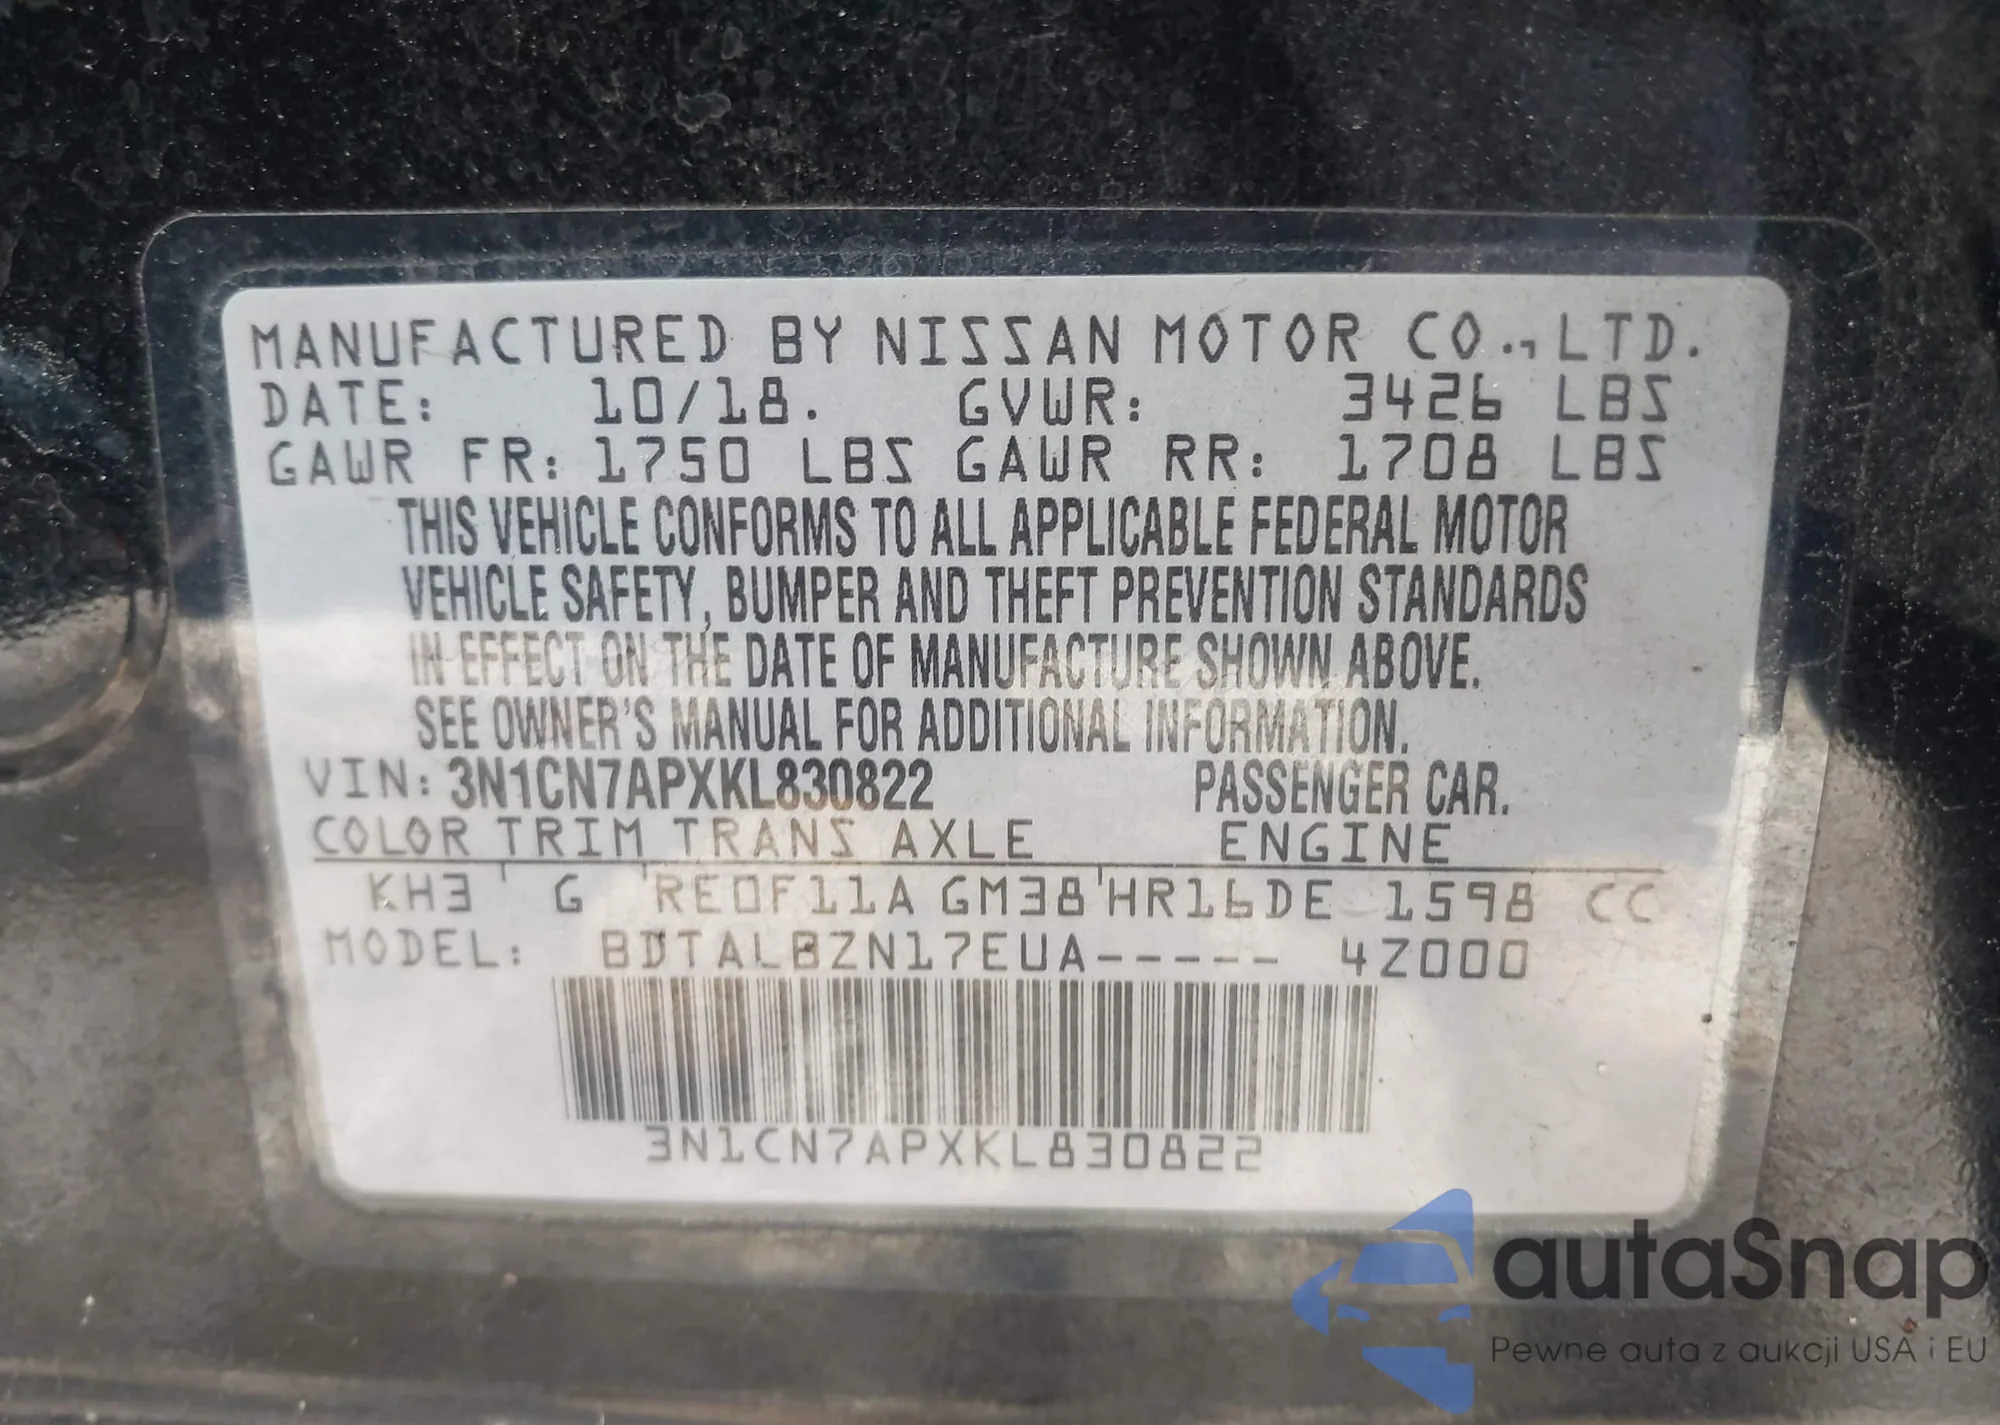 MANUFACTURED BY NISSAN MOTOR CO., LTD.
DATE: 10/18. GVWR: 3426 LBS
GAWR FR: 1750 LBS GAWR RR: 1708 LBS
THIS VEHICLE CONFORMS TO ALL APPLICABLE FEDERAL MOTOR
VEHICLE SAFETY, BUMPER AND THEFT PREVENTION STANDARDS
IN EFFECT ON THE DATE OF MANUFACTURE SHOWN ABOVE.
SEE OWNER'S MANUAL FOR ADDITIONAL INFORMATION.
VIN: 3N1CN7APXKL830822 PASSENGER CAR.
COLOR TRIM TRANS AXLE ENGINE
KH3 G RE0F11A GM38 HR16DE 1598 CC
MODEL: BDTALBZN17EUA----- 4Z000
3N1CN7APXKL830822
autaSnap
Pewne auta z aukcji USA i EU